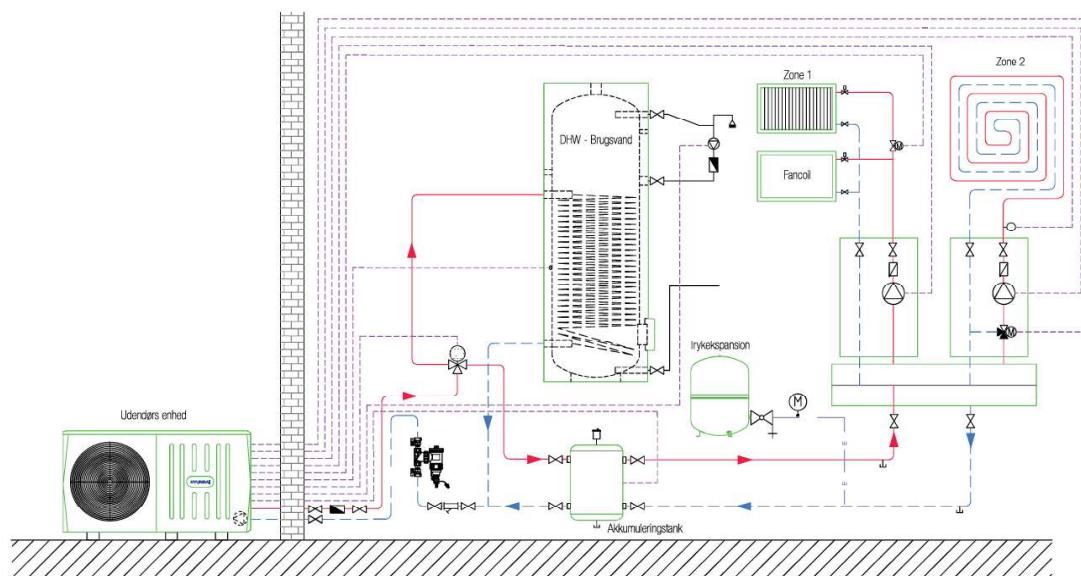 Zone 1
Zone 2
DHW - Brugsvand
Fancoil
M
M
Irykekspansion
M
Udendørs enhed
E
E
E
Akkumuleringstank